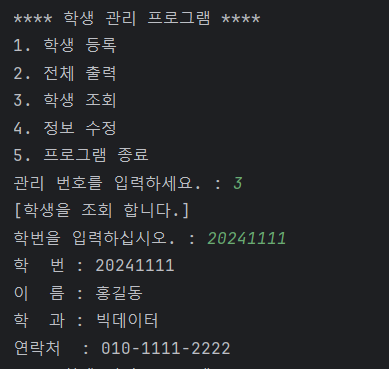 **** 학생 관리 프로그램 ****
1. 학생 등록
2. 전체 출력
3. 학생 조회
4. 정보 수정
5. 프로그램 종료
관리 번호를 입력하세요. : 3
[학생을 조회 합니다.]
학번을 입력하십시오. : 20241111
학  번 : 20241111
이  름 : 홍길동
학  과 : 빅데이터
연락처  : 010-1111-2222